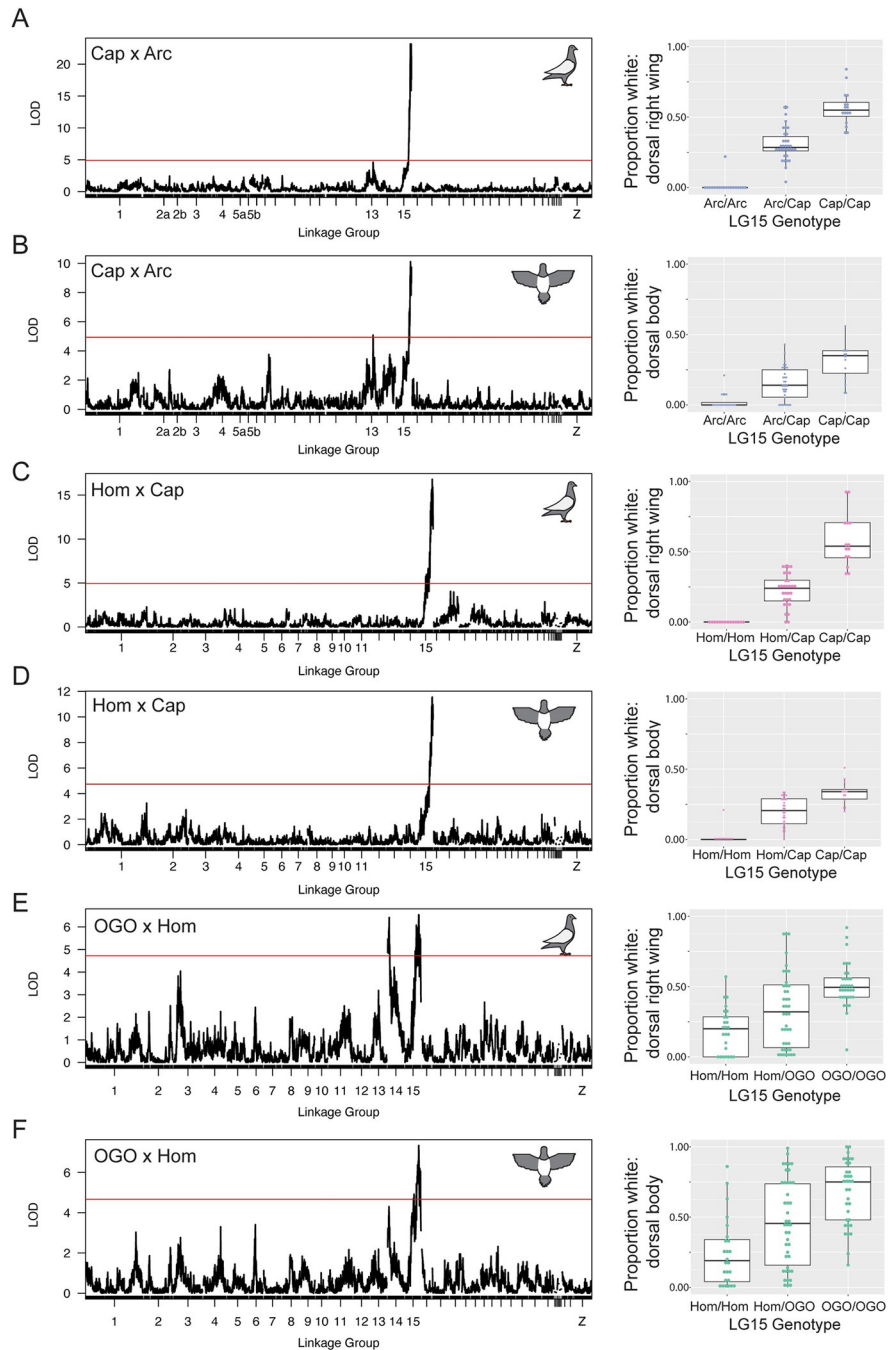 A
Cap x Arc
LOD
20
15
10
5
0
1 2a 2b 3 4 5a 5b 6 13 15 Z
Linkage Group
Proportion white:
dorsal right wing
1.00
0.50
0.00
Arc/Arc Arc/Cap Cap/Cap
LG15 Genotype
B
Cap x Arc
LOD
10
8
6
4
2
0
1 2a 2b 3 4 5a 5b 13 15 Z
Linkage Group
Proportion white:
dorsal body
1.00
0.50
0.00
Arc/Arc Arc/Cap Cap/Cap
LG15 Genotype
C
Hom x Cap
LOD
15
10
5
0
1 2 3 4 5 6 7 8 9 10 11 15 Z
Linkage Group
Proportion white:
dorsal right wing
1.00
0.50
0.00
Hom/Hom Hom/Cap Cap/Cap
LG15 Genotype
D
Hom x Cap
LOD
12
10
8
6
4
2
0
1 2 3 4 5 6 7 8 9 10 11 15 Z
Linkage Group
Proportion white:
dorsal body
1.00
0.50
0.00
Hom/Hom Hom/Cap Cap/Cap
LG15 Genotype
E
OGO x Hom
LOD
6
5
4
3
2
1
0
1 2 3 4 5 6 7 8 9 10 11 12 13 14 15 Z
Linkage Group
Proportion white:
dorsal right wing
1.00
0.50
0.00
Hom/Hom Hom/OGO OGO/OGO
LG15 Genotype
F
OGO x Hom
LOD
6
4
2
0
1 2 3 4 5 6 7 8 9 10 11 12 13 14 15 Z
Linkage Group
Proportion white:
dorsal body
1.00
0.50
0.00
Hom/Hom Hom/OGO OGO/OGO
LG15 Genotype